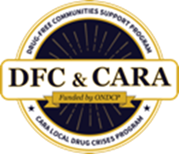 DRUG-FREE COMMUNITIES SUPPORT PROGRAM
DFC & CARA
Funded by ONDCP
CARA LOCAL DRUG CRISES PROGRAM